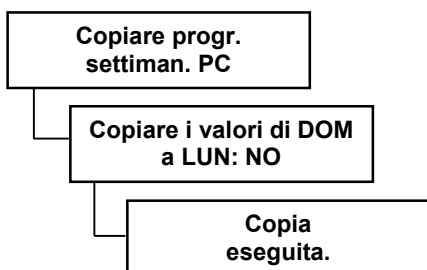 Copiare progr.
settiman. PC
Copiare i valori di DOM
a LUN: NO
Copia
eseguita.